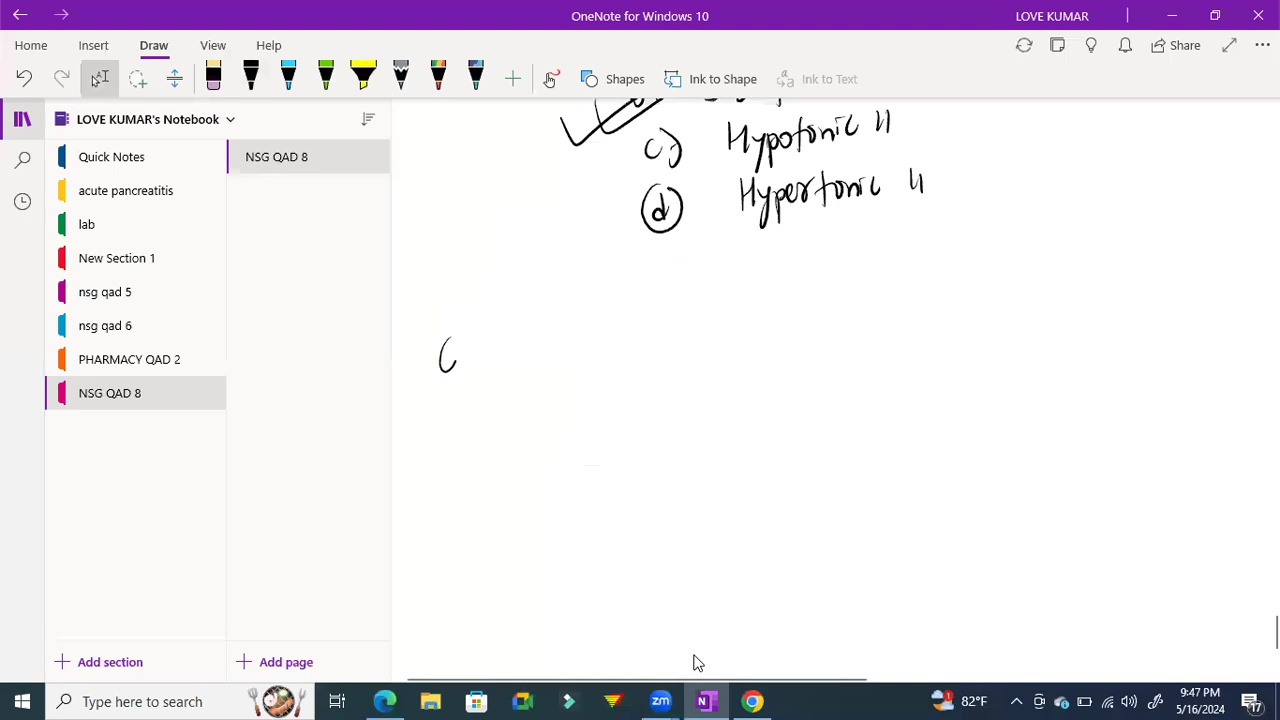 OneNote for Windows 10
LOVE KUMAR
Home Insert Draw View Help
Share
Shapes
Ink to Shape
Ink to Text
LOVE KUMAR's Notebook
Quick Notes
acute pancreatitis
lab
New Section 1
nsg qad 5
nsg qad 6
PHARMACY QAD 2
NSG QAD 8
Add section
NSG QAD 8
Add page
c) Hypotonic "
d Hypertonic "
Type here to search
zm
N
82°F
9:47 PM
5/16/2024
17